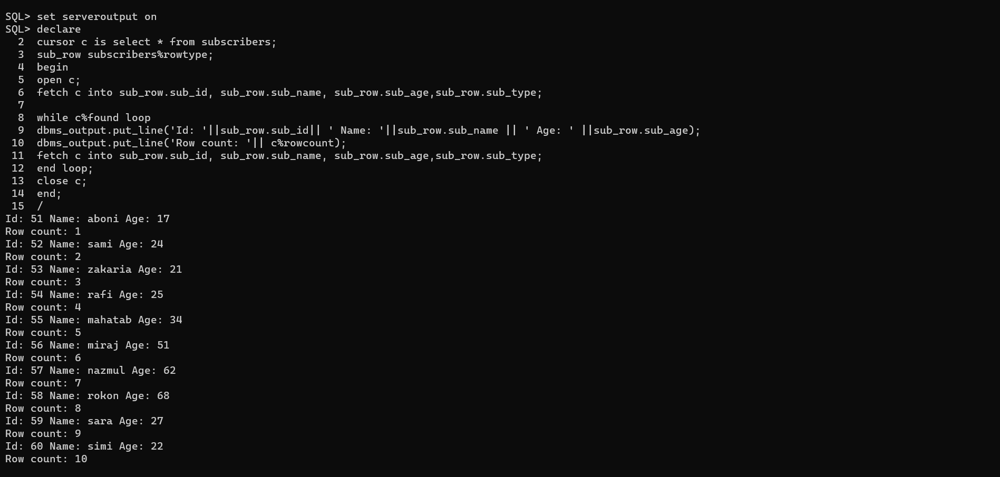 SQL> set serveroutput on
SQL> declare
  2  cursor c is select * from subscribers;
  3  sub_row subscribers%rowtype;
  4  begin
  5  open c;
  6  fetch c into sub_row.sub_id, sub_row.sub_name, sub_row.sub_age,sub_row.sub_type;
  7
  8  while c%found loop
  9  dbms_output.put_line('Id: '||sub_row.sub_id|| ' Name: '||sub_row.sub_name || ' Age: ' ||sub_row.sub_age);
 10  dbms_output.put_line('Row count: '|| c%rowcount);
 11  fetch c into sub_row.sub_id, sub_row.sub_name, sub_row.sub_age,sub_row.sub_type;
 12  end loop;
 13  close c;
 14  end;
 15  /
Id: 51 Name: aboni Age: 17
Row count: 1
Id: 52 Name: sami Age: 24
Row count: 2
Id: 53 Name: zakaria Age: 21
Row count: 3
Id: 54 Name: rafi Age: 25
Row count: 4
Id: 55 Name: mahatab Age: 34
Row count: 5
Id: 56 Name: miraj Age: 51
Row count: 6
Id: 57 Name: nazmul Age: 62
Row count: 7
Id: 58 Name: rokon Age: 68
Row count: 8
Id: 59 Name: sara Age: 27
Row count: 9
Id: 60 Name: simi Age: 22
Row count: 10